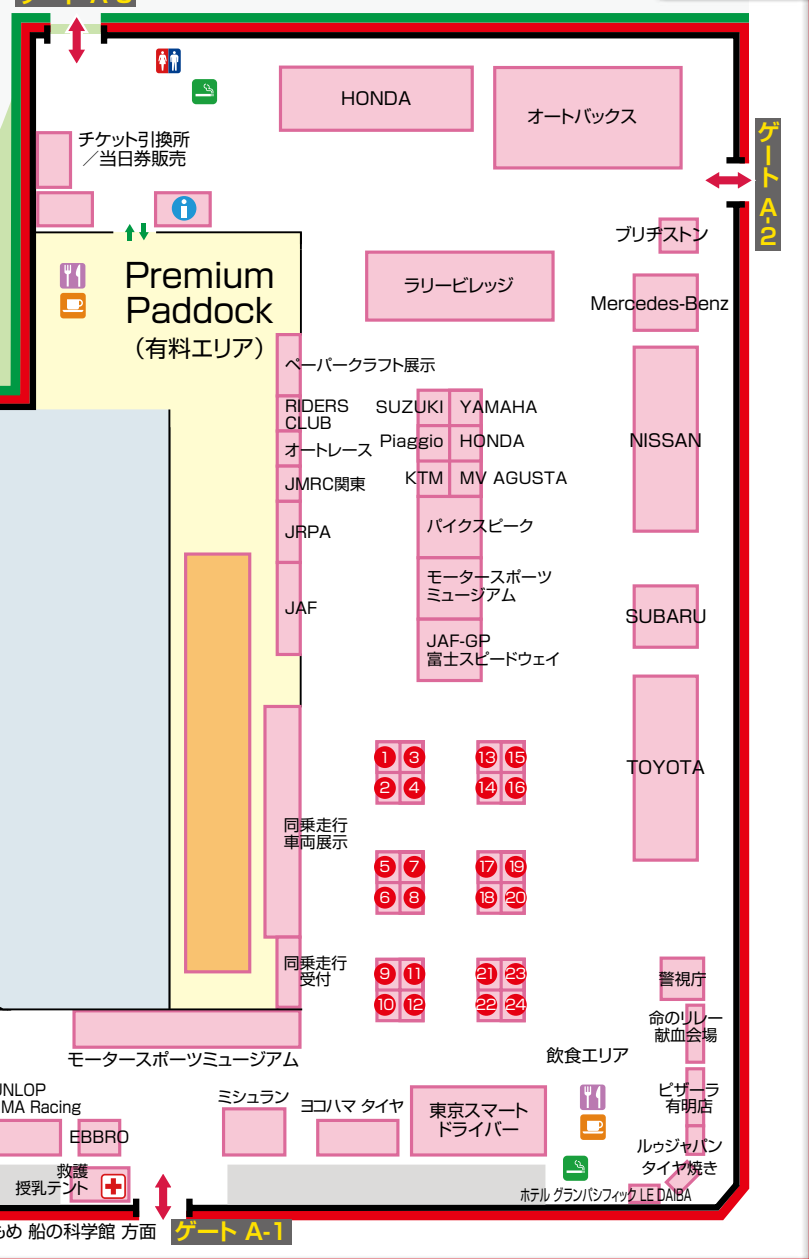 HONDA
オートバックス
チケット引換所
／当日券販売
ゲート A-2
ブリヂストン
Premium
Paddock
（有料エリア）
ラリービレッジ
Mercedes-Benz
ペーパークラフト展示
RIDERS
CLUB
SUZUKI
YAMAHA
オートレース
Piaggio
HONDA
NISSAN
JMRC関東
KTM
MV AGUSTA
JRPA
バイクスピーク
モータースポーツ
ミュージアム
JAF
SUBARU
JAF-GP
富士スピードウェイ
1 3
2 4
13 15
14 16
TOYOTA
同乗走行
車両展示
5 7
6 8
17 19
18 20
同乗走行
受付
9 11
10 12
21 23
22 24
警視庁
命のリレー
献血会場
モータースポーツミュージアム
飲食エリア
NLOP
MA Racing
EBBRO
ミシュラン
ヨコハマ タイヤ
東京スマート
ドライバー
ピザーラ
有明店
ルゥジャパン
タイヤ焼き
救護
授乳テント
ホテル グランパシフィック LE DAIBA
もめ 船の科学館 方面
ゲート A-1